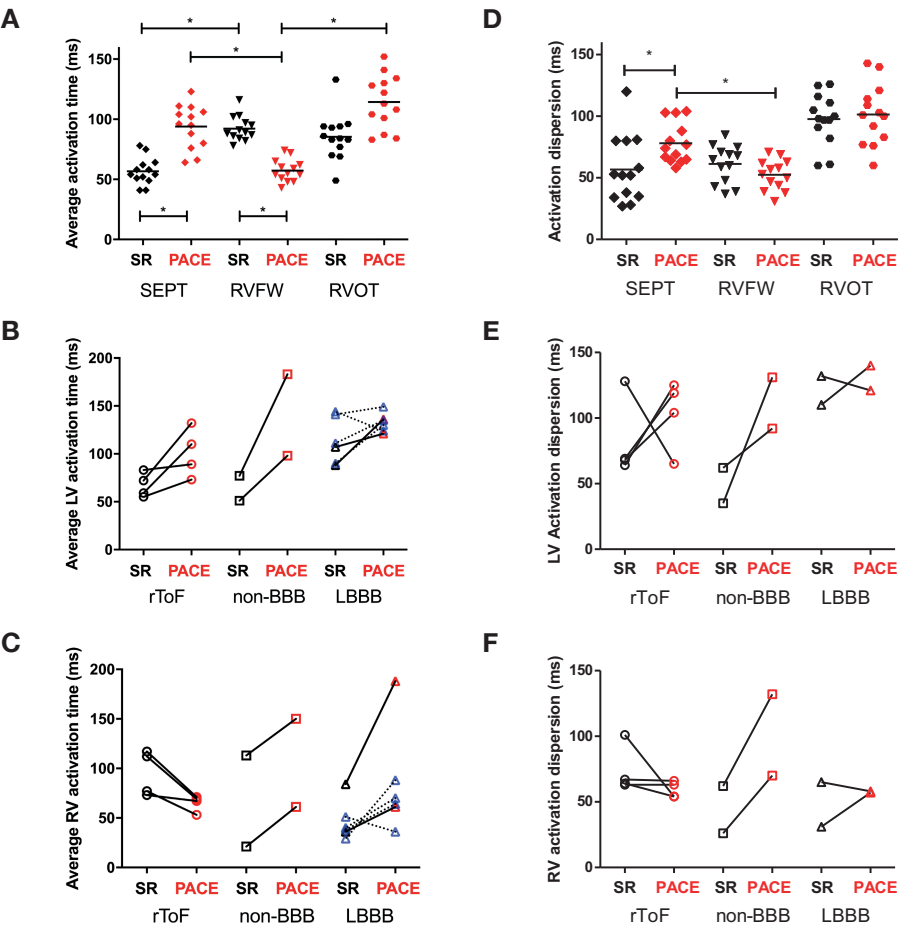 A
Average activation time (ms)
150
100
50
0
* *
*
* *
SR PACE SR PACE SR PACE
SEPT RVFW RVOT
D
Activation dispersion (ms)
150
100
50
0
*
*
SR PACE SR PACE SR PACE
SEPT RVFW RVOT
B
Average LV activation time (ms)
200
150
100
50
0
SR PACE SR PACE SR PACE
rToF non-BBB LBBB
E
LV Activation dispersion (ms)
150
100
50
0
SR PACE SR PACE SR PACE
rToF non-BBB LBBB
C
Average RV activation time (ms)
200
150
100
50
0
SR PACE SR PACE SR PACE
rToF non-BBB LBBB
F
RV activation dispersion (ms)
150
100
50
0
SR PACE SR PACE SR PACE
rToF non-BBB LBBB